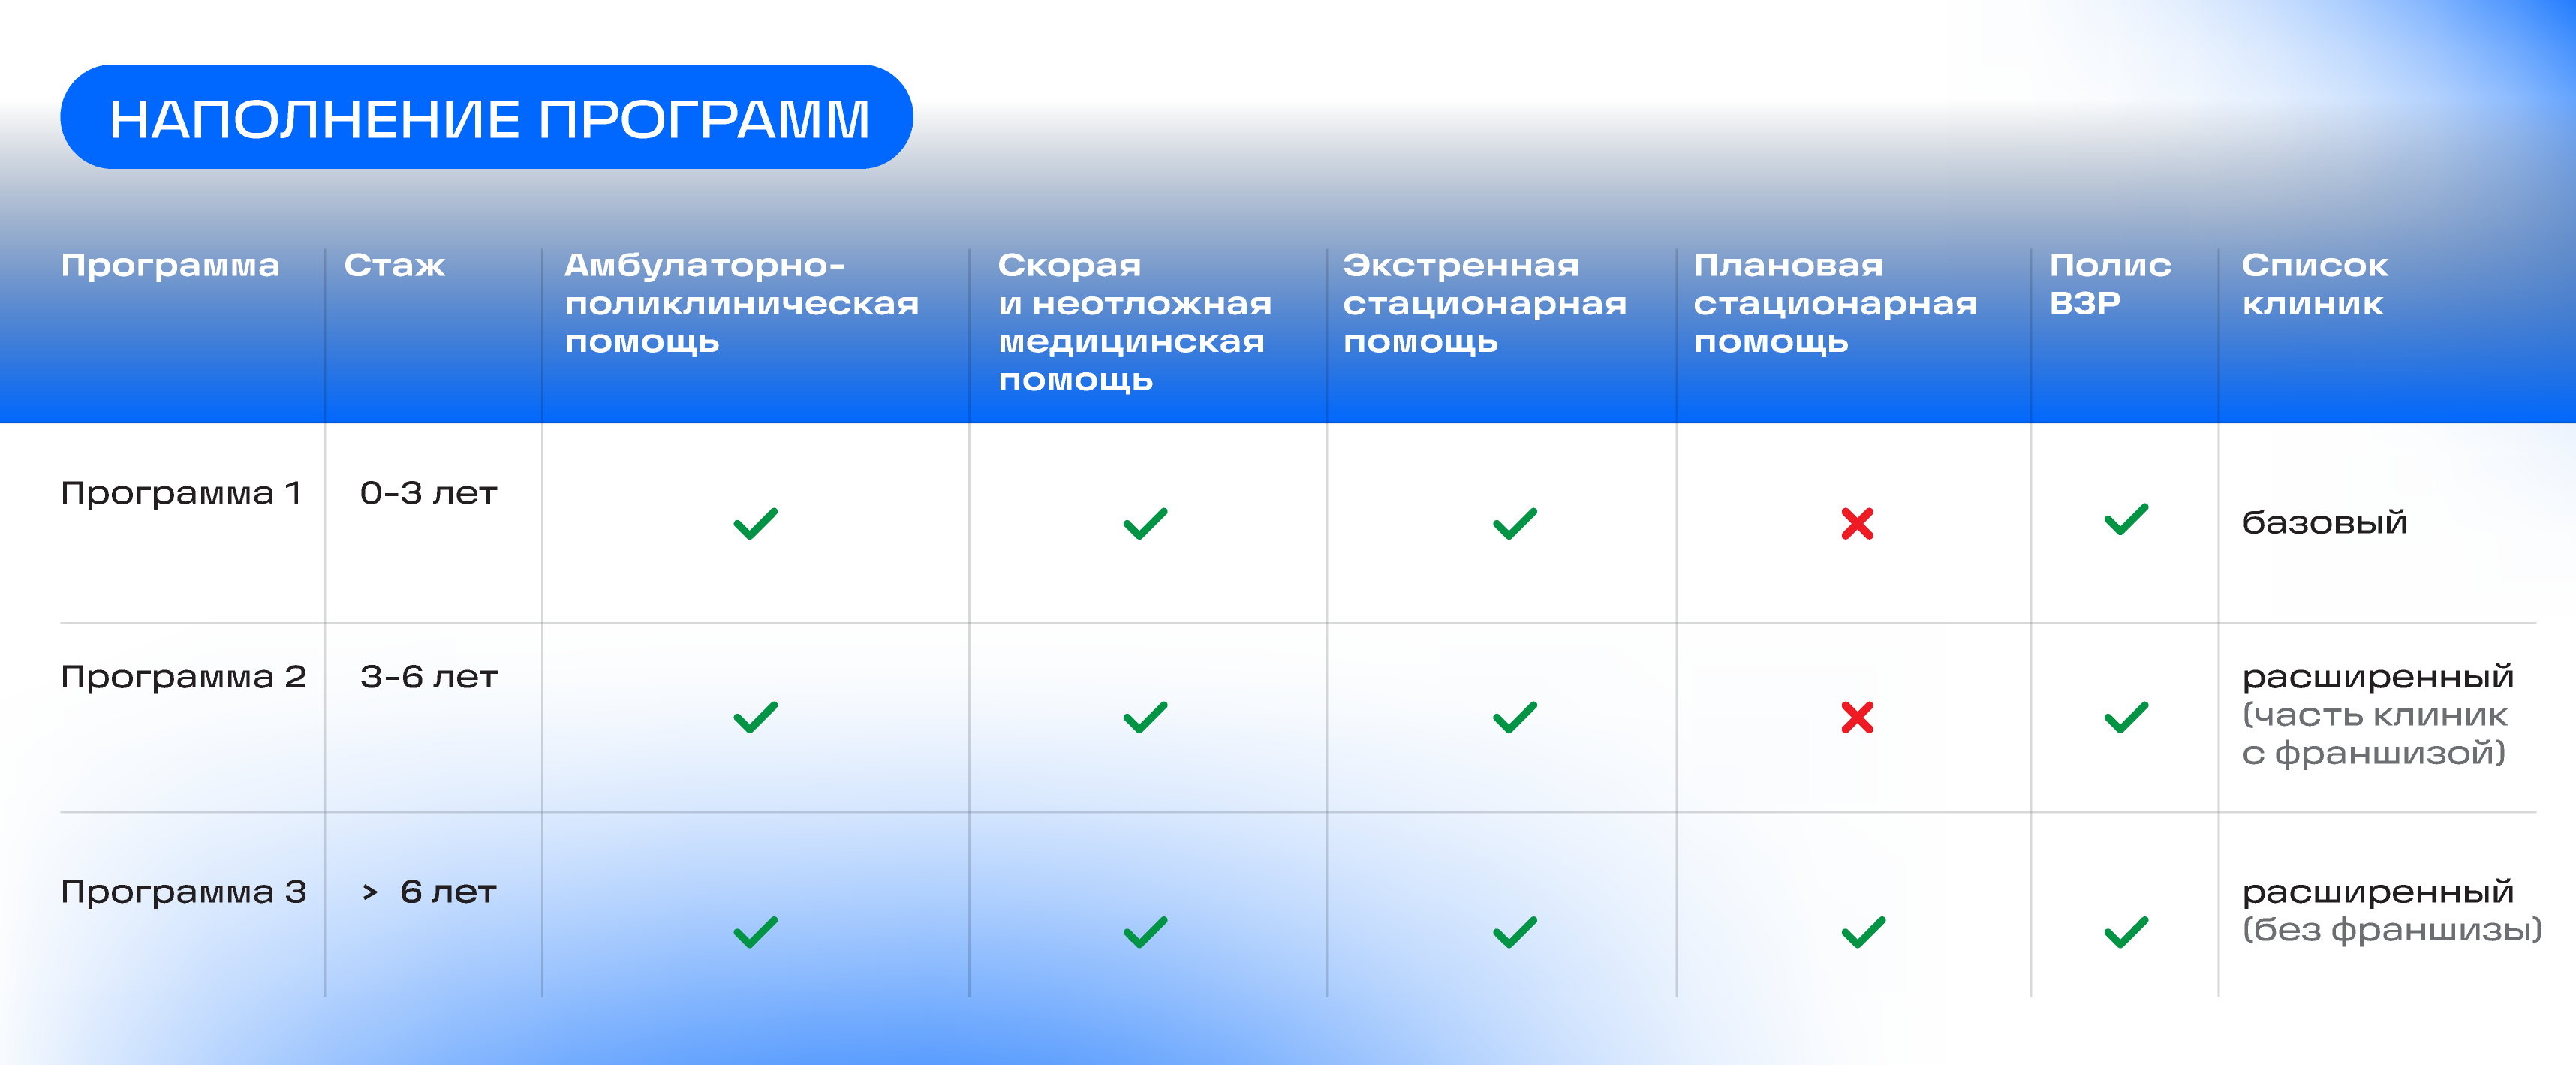 НАПОЛНЕНИЕ ПРОГРАММ
Программа
Стаж
Амбулаторно-
поликлиническая
помощь
Скорая
и неотложная
медицинская
помощь
Экстренная
стационарная
помощь
Плановая
стационарная
помощь
Полис
ВЗР
Список
клиник
Программа 1
0-3 лет
базовый
Программа 2
3-6 лет
расширенный
(часть клиник
с франшизой)
Программа 3
> 6 лет
расширенный
(без франшизы)